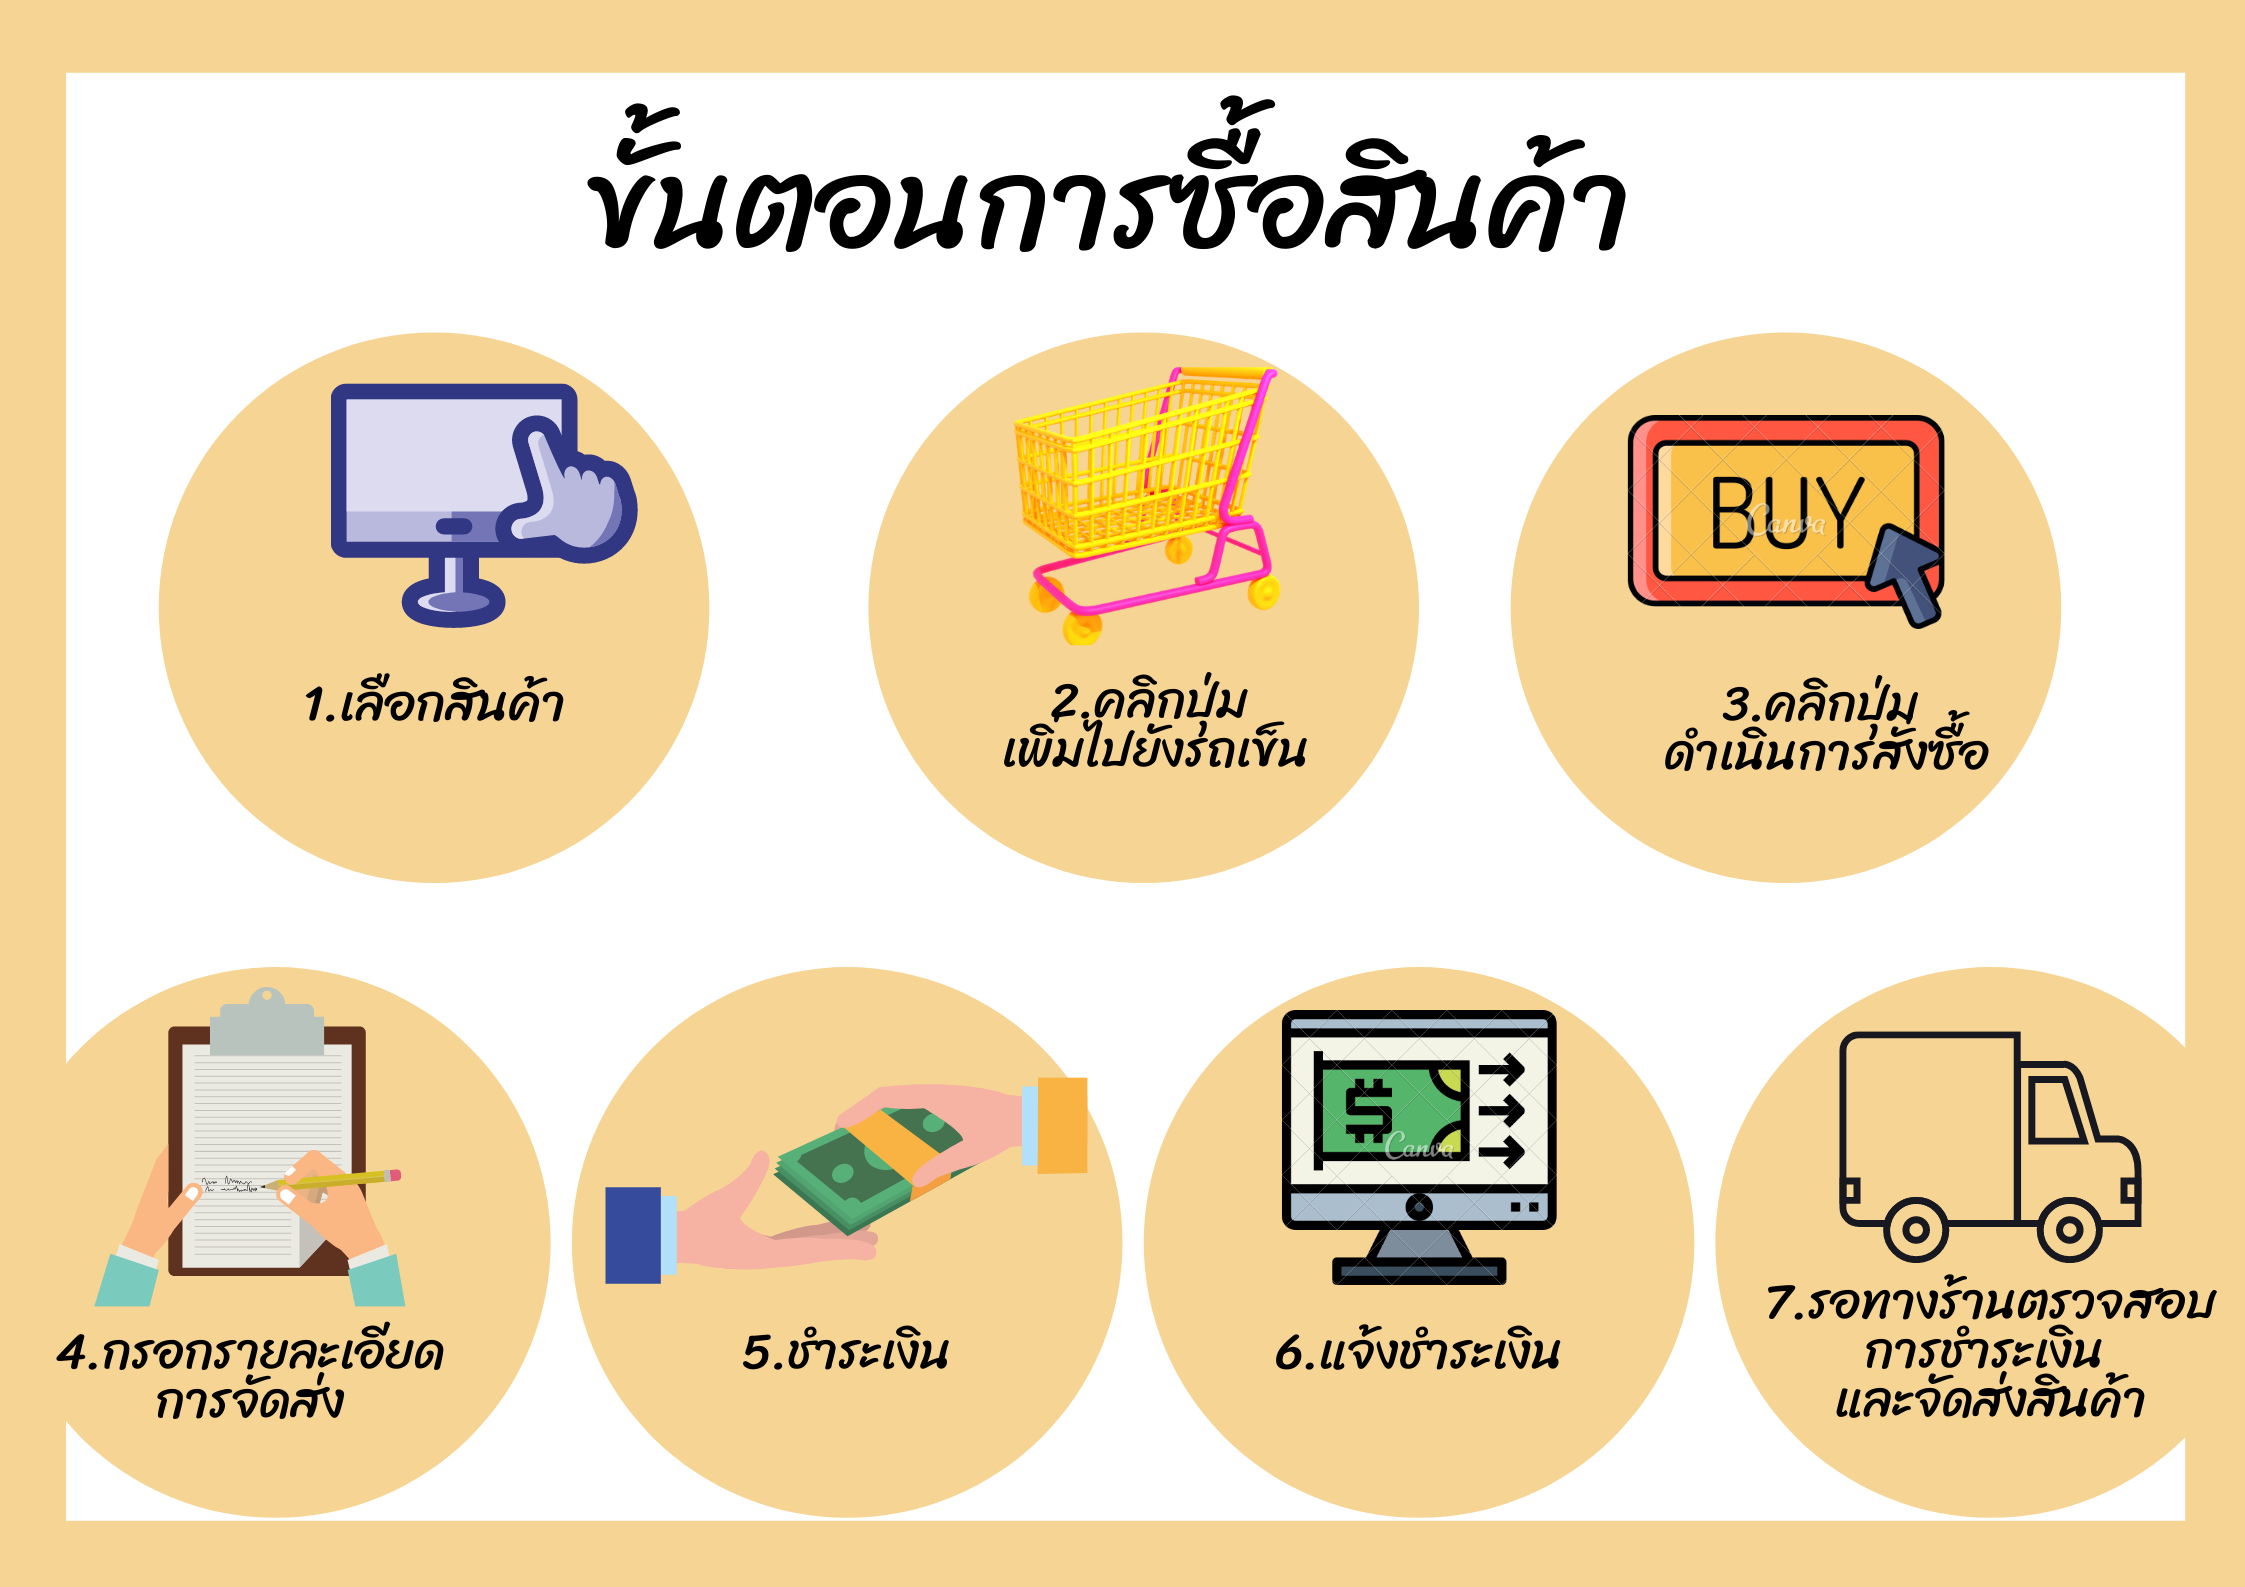 ขั้นตอนการซื้อสินค้า
BUY
Canva
1.เลือกสินค้า
2.คลิกปุ่ม
เพิ่มไปยังรถเข็น
3.คลิกปุ่ม
ดำเนินการสั่งซื้อ
Canva
4.กรอกรายละเอียด
การจัดส่ง
5.ชำระเงิน
6.แจ้งชำระเงิน
7.รอทางร้านตรวจสอบ
การชำระเงิน
และจัดส่งสินค้า